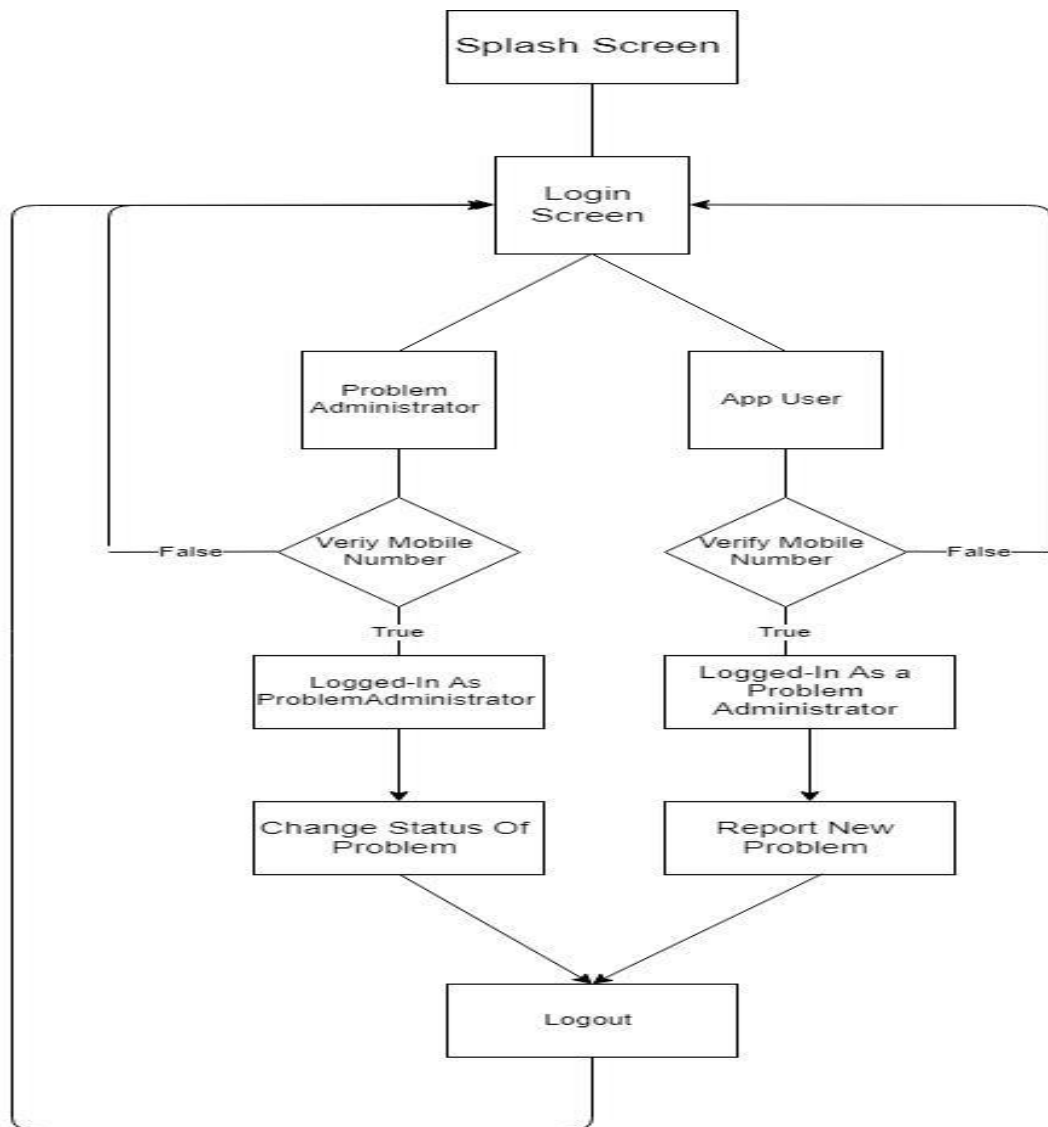 Splash Screen
Login
Screen
Problem
Administrator
App User
Veriy Mobile
Number
False
Verify Mobile
Number
False
True
True
Logged-In As
ProblemAdministrator
Logged-In As a
Problem
Administrator
Change Status Of
Problem
Report New
Problem
Logout